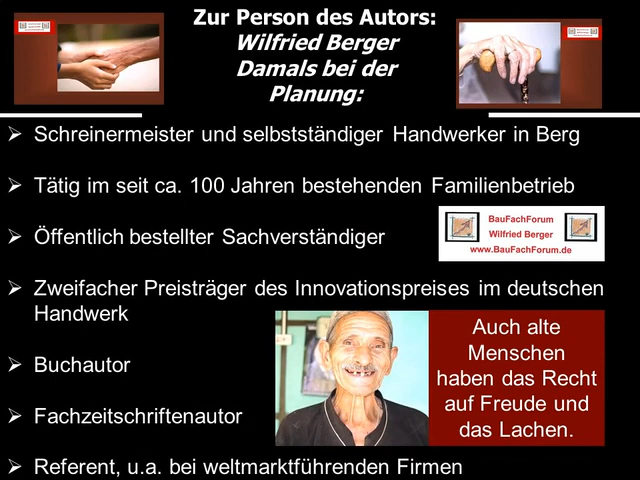 Zur Person des Autors:
Wilfried Berger
Damals bei der
Planung:
➢ Schreinermeister und selbstständiger Handwerker in Berg
➢ Tätig im seit ca. 100 Jahren bestehenden Familienbetrieb
➢ Öffentlich bestellter Sachverständiger
BauFachForum
Wilfried Berger
www.BauFachForum.de
➢ Zweifacher Preisträger des Innovationspreises im deutschen
Handwerk
➢ Buchautor
➢ Fachzeitschriftenautor
➢ Referent, u.a. bei weltmarktführenden Firmen
Auch alte
Menschen
haben das Recht
auf Freude und
das Lachen.